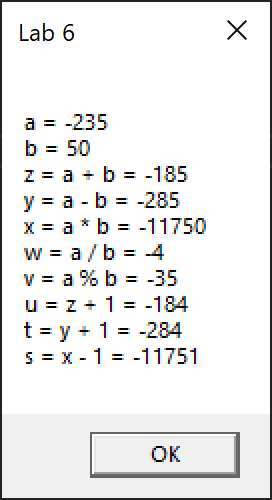 Lab 6
a = -235
b = 50
z = a + b = -185
y = a - b = -285
x = a * b = -11750
w = a / b = -4
v = a % b = -35
u = z + 1 = -184
t = y + 1 = -284
s = x - 1 = -11751
OK